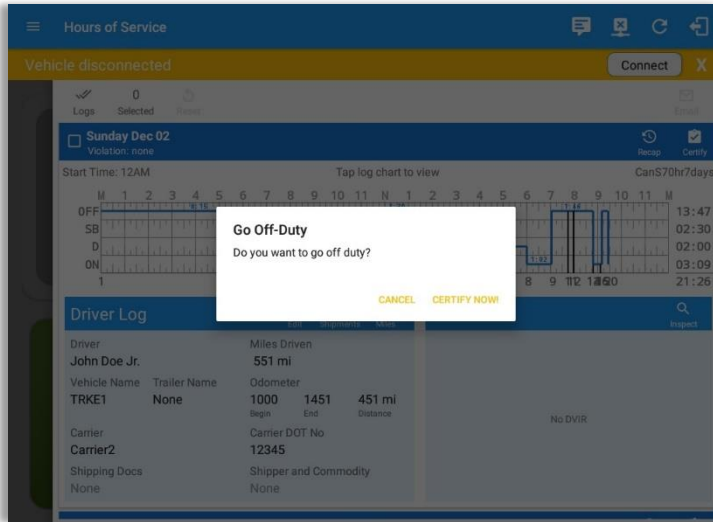 Hours of Service
Vehicle disconnected
Connect X
Logs
0
Selected
Email
Sunday Dec 02
Violation: none
Recap
Certify
Start Time: 12AM
Tap log chart to view
CanS70hr7days
M 1 2 3 4 5 6 7 8 9 10 11 N 1 2 3 4 5 6 7 8 9 10 11 M
OFF 13:47
SB 02:30
D 02:00
ON 03:09
1 8 9 21:26
Go Off-Duty
Do you want to go off duty?
CANCEL CERTIFY NOW!
Driver Log
Edit Shipments Miles
Inspect
Driver
John Doe Jr.
Miles Driven
551 mi
Vehicle Name Trailer Name
TRKE1 None
Odometer
1000 1451 451 mi
Begin End Distance
Carrier
Carrier2
Carrier DOT No
12345
Shipping Docs
None
Shipper and Commodity
None
No DVIR